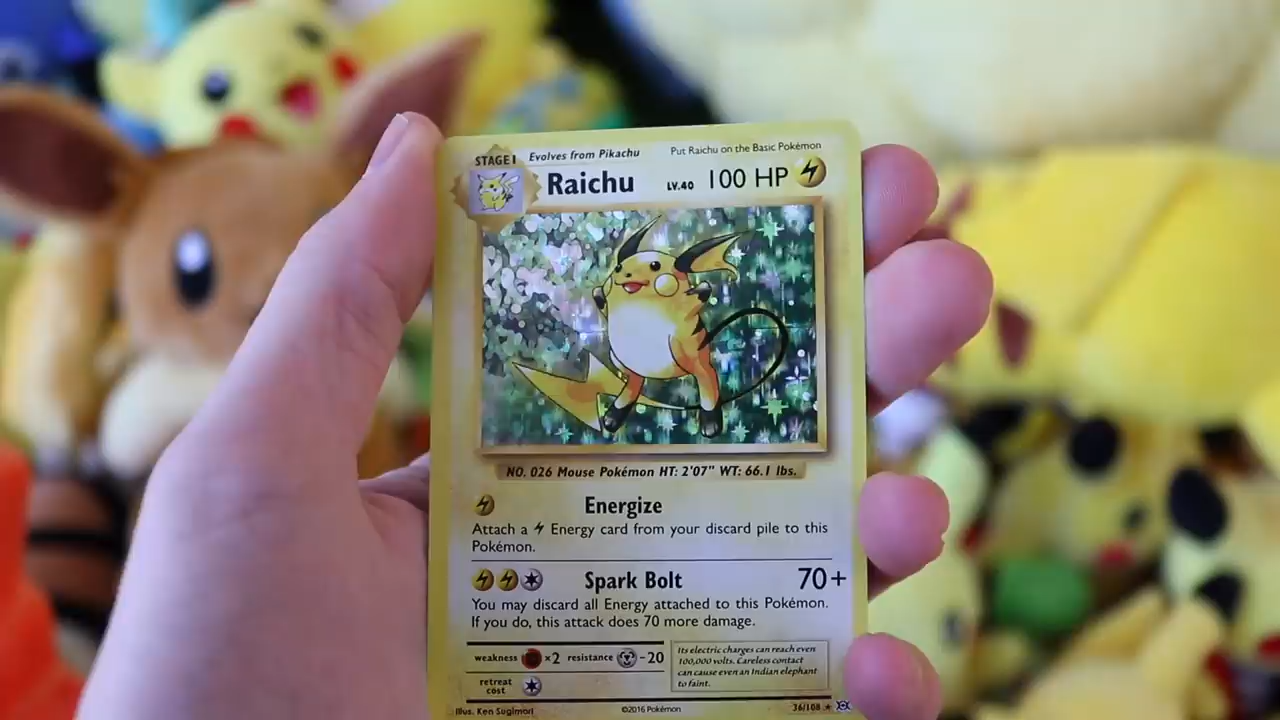 STAGE 1 Evolves from Pikachu Put Raichu on the Basic Pokémon
Raichu LV.40 100 HP
NO. 026 Mouse Pokémon HT: 2'07" WT: 66.1 lbs.
Energize
Attach a Energy card from your discard pile to this
Pokémon.
Spark Bolt 70+
You may discard all Energy attached to this Pokémon.
If you do, this attack does 70 more damage.
weakness ×2 resistance -20
retreat
cost
Its electric charges can reach even
100,000 volts. Careless contact
can cause even an Indian elephant
to faint.
Illus. Ken Sugimori ©2016 Pokémon 36/108 ★